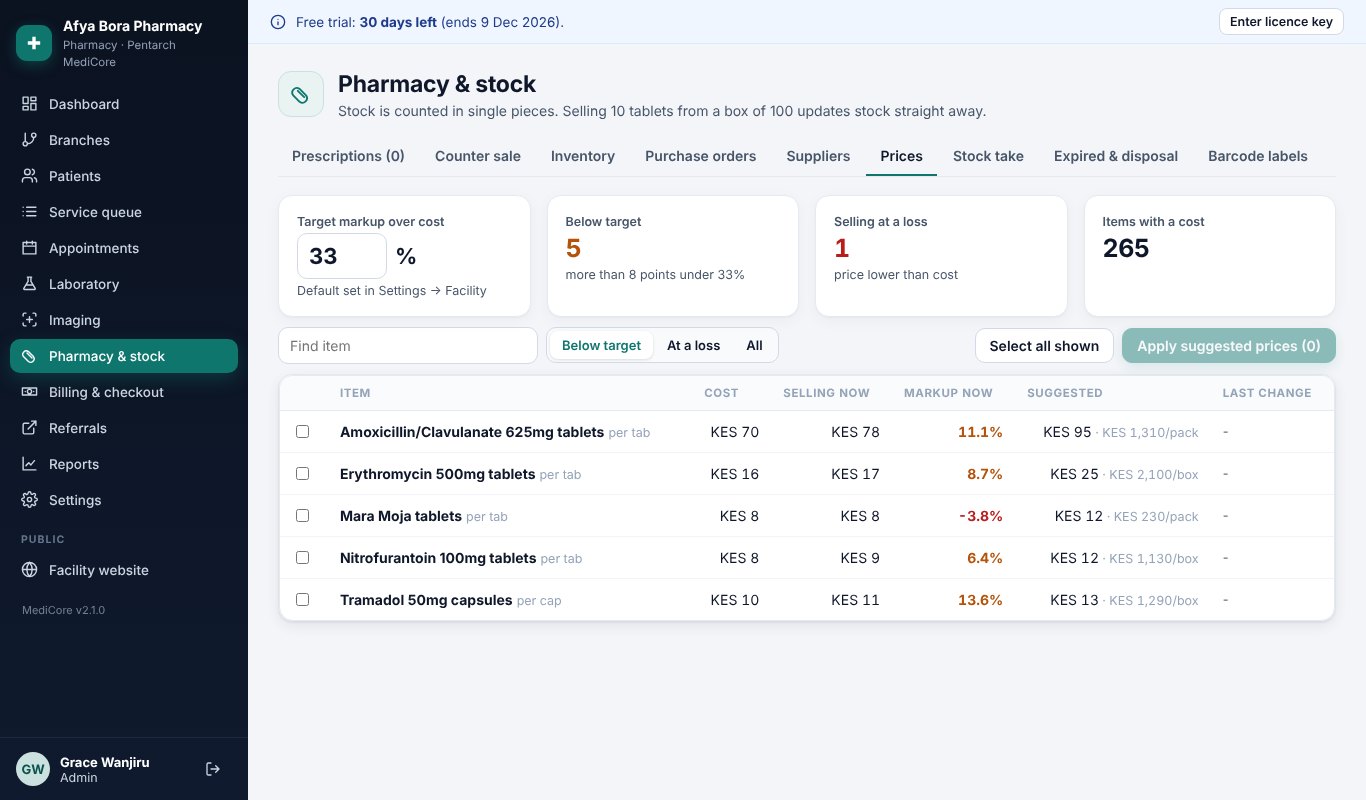 Afya Bora Pharmacy
Pharmacy · Pentarch
MediCore
Dashboard
Branches
Patients
Service queue
Appointments
Laboratory
Imaging
Pharmacy & stock
Billing & checkout
Referrals
Reports
Settings
PUBLIC
Facility website
MediCore v2.1.0
GW
Grace Wanjiru
Admin
Free trial: 30 days left (ends 9 Dec 2026).
Enter licence key
Pharmacy & stock
Stock is counted in single pieces. Selling 10 tablets from a box of 100 updates stock straight away.
Prescriptions (0) Counter sale Inventory Purchase orders Suppliers Prices Stock take Expired & disposal Barcode labels
Target markup over cost
33 %
Default set in Settings → Facility
Below target
5
more than 8 points under 33%
Selling at a loss
1
price lower than cost
Items with a cost
265
Find item Below target At a loss All Select all shown Apply suggested prices (0)
ITEM COST SELLING NOW MARKUP NOW SUGGESTED LAST CHANGE
Amoxicillin/Clavulanate 625mg tablets per tab KES 70 KES 78 11.1% KES 95 · KES 1,310/pack -
Erythromycin 500mg tablets per tab KES 16 KES 17 8.7% KES 25 · KES 2,100/box -
Mara Moja tablets per tab KES 8 KES 8 -3.8% KES 12 · KES 230/pack -
Nitrofurantoin 100mg tablets per tab KES 8 KES 9 6.4% KES 12 · KES 1,130/box -
Tramadol 50mg capsules per cap KES 10 KES 11 13.6% KES 13 · KES 1,290/box -